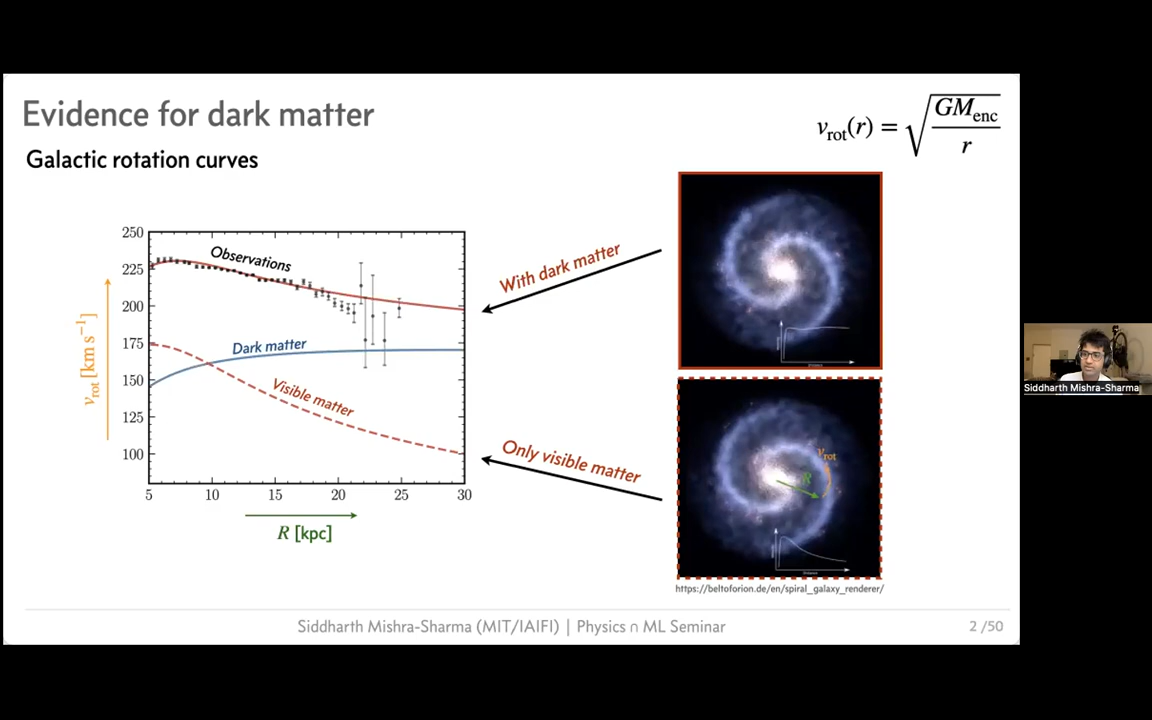 Evidence for dark matter
v_rot(r) = √(GM_enc / r)
Galactic rotation curves
250
225
200
175
150
125
100
v_rot [km s⁻¹]
Observations
Dark matter
Visible matter
5 10 15 20 25 30
R [kpc]
With dark matter
Only visible matter
v_rot
R
https://beltoforion.de/en/spiral_galaxy_renderer/
Siddharth Mishra-Sharma (MIT/IAIFI) | Physics ∩ ML Seminar
2 /50
Siddharth Mishra-Sharma